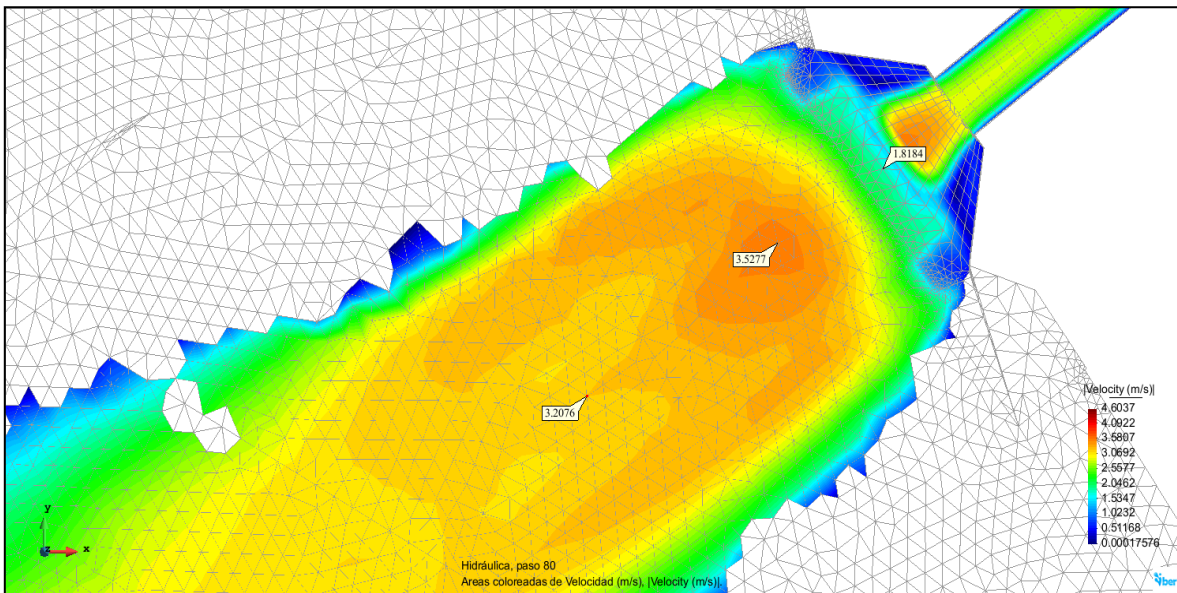 1.8184
3.5277
3.2076
|Velocity (m/s)|
4.6037
4.0922
3.5807
3.0692
2.5577
2.0462
1.5347
1.0232
0.51168
0.00017576
y
z x
Hidráulica, paso 80
Areas coloreadas de Velocidad (m/s), |Velocity (m/s)|.
Iber